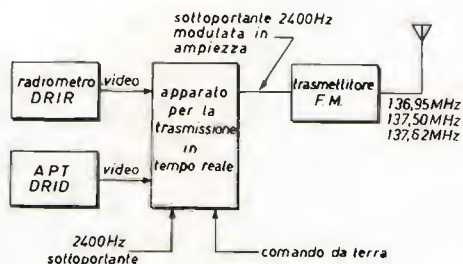 sottoportante 2400Hz
modulata in
ampiezza
radiometro
DRIR
video
apparato
per la
trasmissione
in
tempo reale
trasmettitore
F.M.
136,95MHz
137,50MHz
137,62MHz
APT
DRID
video
2400Hz
sottoportante
comando da terra